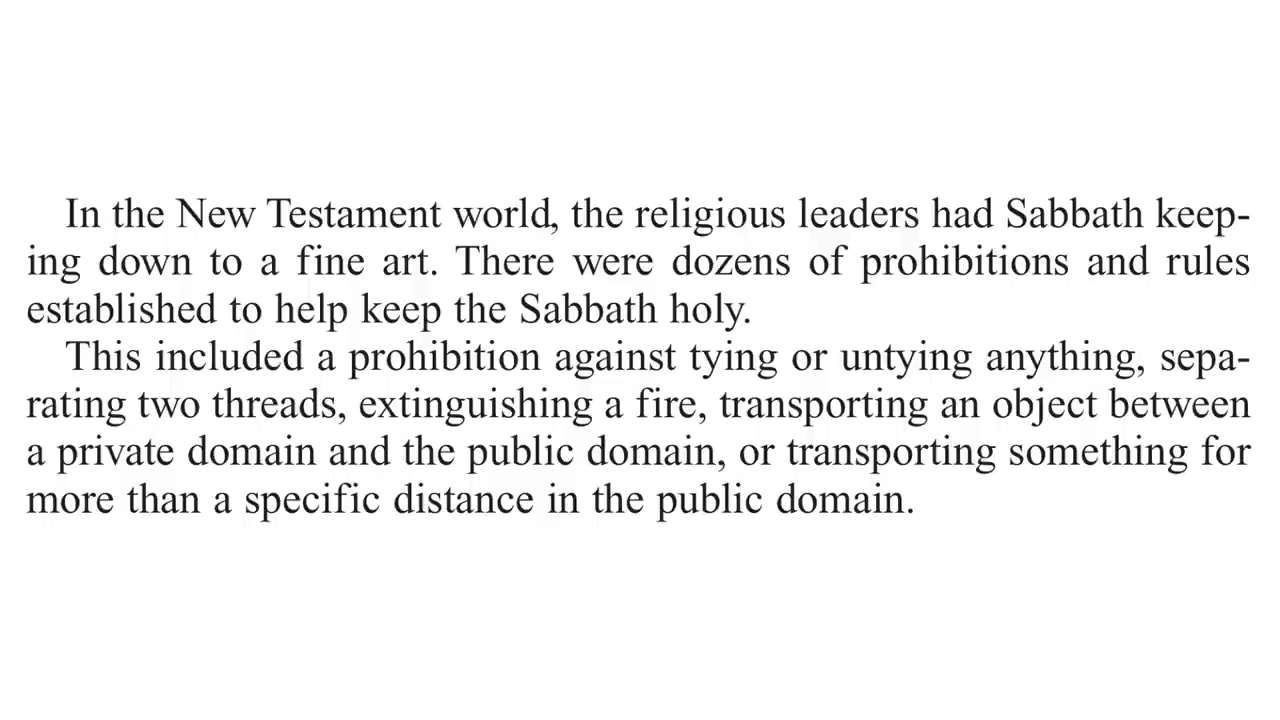 In the New Testament world, the religious leaders had Sabbath keep-
ing down to a fine art. There were dozens of prohibitions and rules
established to help keep the Sabbath holy.
This included a prohibition against tying or untying anything, sepa-
rating two threads, extinguishing a fire, transporting an object between
a private domain and the public domain, or transporting something for
more than a specific distance in the public domain.